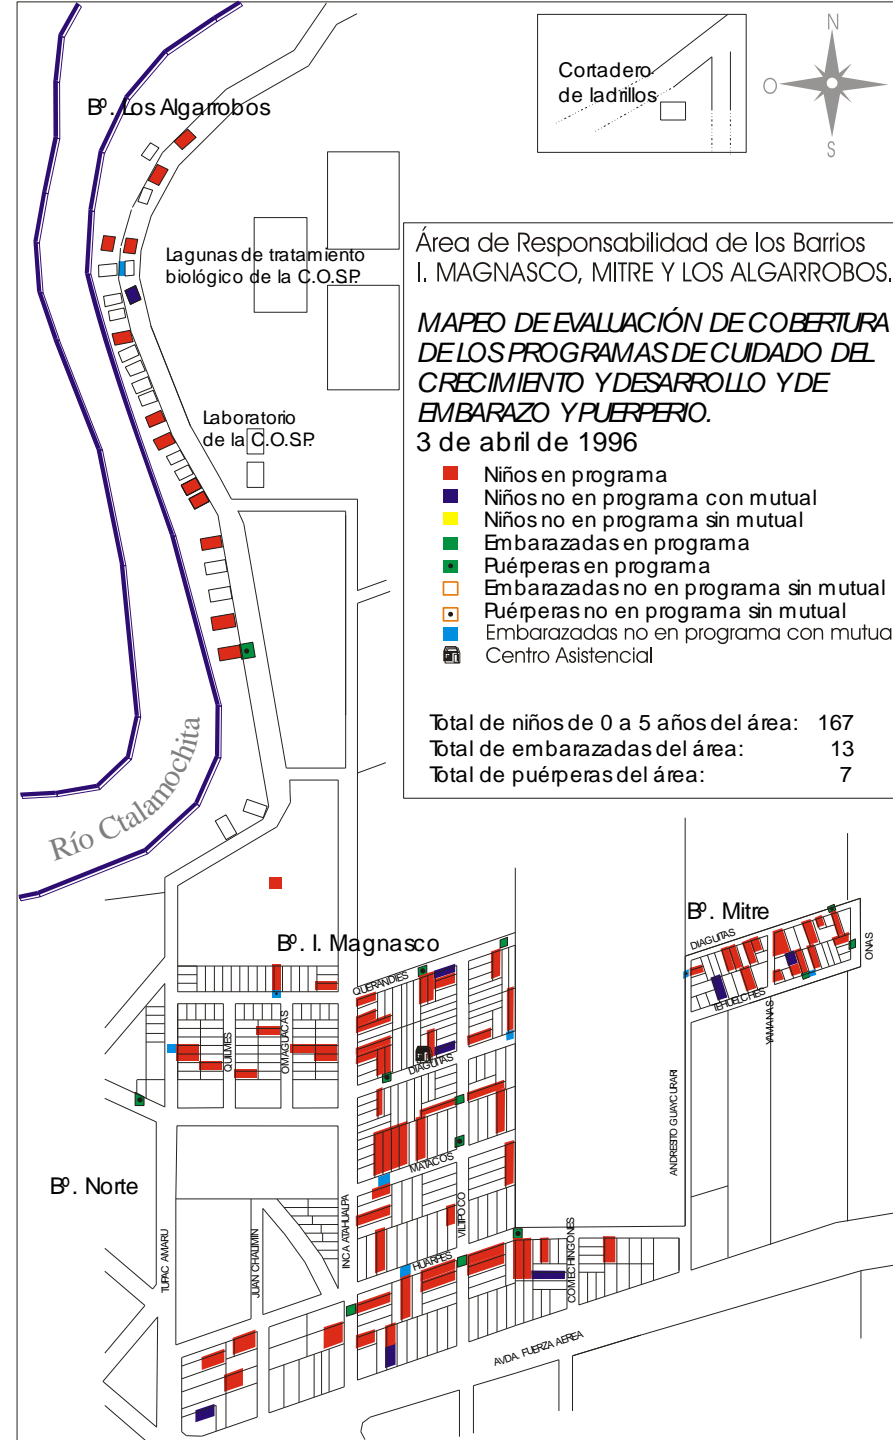 N
Cortadero
de ladrillos
O
S
Bº. Los Algarrobos
Lagunas de tratamiento
biológico de la C.O.S.P.
Área de Responsabilidad de los Barrios
I. MAGNASCO, MITRE Y LOS ALGARROBOS.
MAPEO DE EVALUACIÓN DE COBERTURA
DE LOS PROGRAMAS DE CUIDADO DEL
CRECIMIENTO Y DESARROLLO Y DE
EMBARAZO Y PUERPERIO.
3 de abril de 1996
Niños en programa
Niños no en programa con mutual
Niños no en programa sin mutual
Embarazadas en programa
Puérperas en programa
Embarazadas no en programa sin mutual
Puérperas no en programa sin mutual
Embarazadas no en programa con mutua
Centro Asistencial
Total de niños de 0 a 5 años del área: 167
Total de embarazadas del área: 13
Total de puérperas del área: 7
Laboratorio
de la C.O.S.P.
Río Ctalamochita
Bº. Mitre
Bº. I. Magnasco
DIAGUITAS
ONAS
TEHUELCHES
YAMANAS
QUERANDIES
QUILMES
OMAGUACAS
DIAGUITAS
ANDRESITO GUAYCURARI
MATACOS
Bº. Norte
TUPAC AMARU
JUAN CHALIMIN
INCA ATAHUALPA
VILTIPOCO
HUARPES
COMECHINGONES
AVDA. FUERZA AEREA